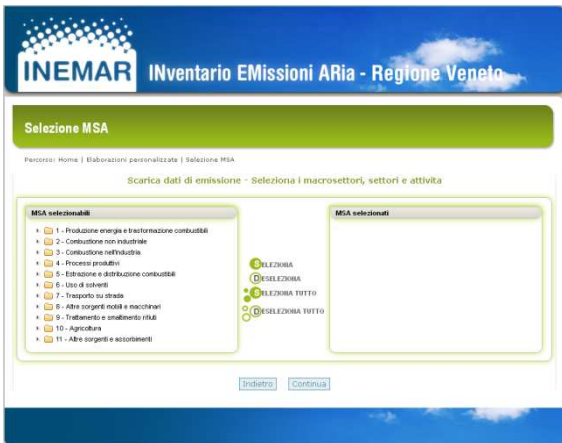 INEMAR INventario EMissioni ARia - Regione Veneto
Selezione MSA
Percorso: Home | Elaborazioni personalizzate | Selezione MSA
Scarica dati di emissione - Seleziona i macrosettori, settori e attivita
MSA selezionabili
1 - Produzione energia e trasformazione combustibili
2 - Combustione non industriale
3 - Combustione nell'industria
4 - Processi produttivi
5 - Estrazione e distribuzione combustibili
6 - Uso di solventi
7 - Trasporto su strada
8 - Altre sorgenti mobili e macchinari
9 - Trattamento e smaltimento rifiuti
10 - Agricoltura
11 - Altre sorgenti e assorbimenti
SELEZIONA
DESELEZIONA
SELEZIONA TUTTO
DESELEZIONA TUTTO
MSA selezionati
Indietro Continua